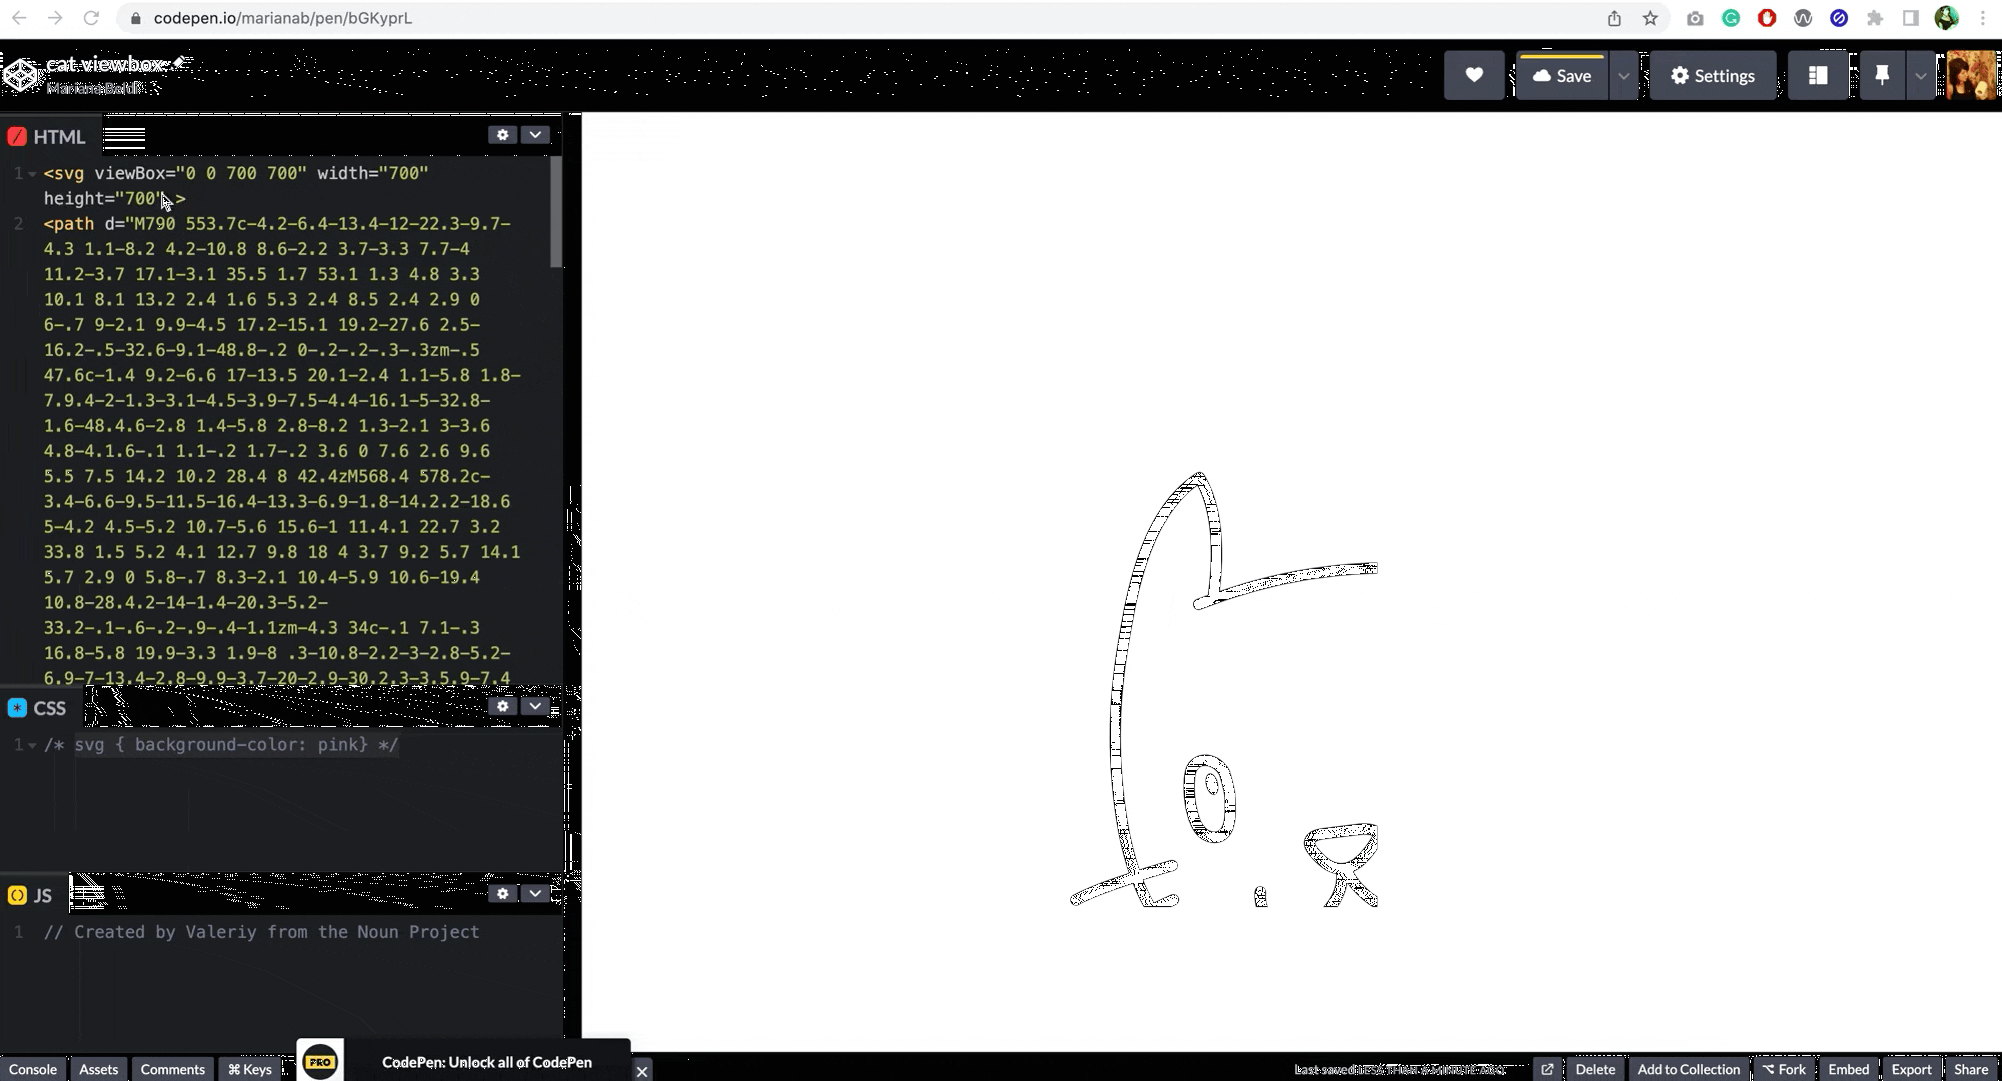 codepen.io/marianab/pen/bGKyprL
cat viewbox
Save
Settings
HTML
1 <svg viewBox="0 0 700 700" width="700"
height="700" >
2 <path d="M790 553.7c-4.2-6.4-13.4-12-22.3-9.7-
4.3 1.1-8.2 4.2-10.8 8.6-2.2 3.7-3.3 7.7-4
11.2-3.7 17.1-3.1 35.5 1.7 53.1 1.3 4.8 3.3
10.1 8.1 13.2 2.4 1.6 5.3 2.4 8.5 2.4 2.9 0
6-.7 9-2.1 9.9-4.5 17.2-15.1 19.2-27.6 2.5-
16.2-.5-32.6-9.1-48.8-.2 0-.2-.2-.3-.3zm-.5
47.6c-1.4 9.2-6.6 17-13.5 20.1-2.4 1.1-5.8 1.8-
7.9.4-2-1.3-3.1-4.5-3.9-7.5-4.4-16.1-5-32.8-
1.6-48.4.6-2.8 1.4-5.8 2.8-8.2 1.3-2.1 3-3.6
4.8-4.1.6-.1 1.1-.2 1.7-.2 3.6 0 7.6 2.6 9.6
5.5 7.5 14.2 10.2 28.4 8 42.4zM568.4 578.2c-
3.4-6.6-9.5-11.5-16.4-13.3-6.9-1.8-14.2.2-18.6
5-4.2 4.5-5.2 10.7-5.6 15.6-1 11.4.1 22.7 3.2
33.8 1.5 5.2 4.1 12.7 9.8 18 4 3.7 9.2 5.7 14.1
5.7 2.9 0 5.8-.7 8.3-2.1 10.4-5.9 10.6-19.4
10.8-28.4.2-14-1.4-20.3-5.2-
33.2-.1-.6-.2-.9-.4-1.1zm-4.3 34c-.1 7.1-.3
16.8-5.8 19.9-3.3 1.9-8 .3-10.8-2.2-3-2.8-5.2-
6.9-7-13.4-2.8-9.9-3.7-20-2.9-30.2.3-3.5.9-7.4
CSS
1 /* svg { background-color: pink} */
JS
1 // Created by Valeriy from the Noun Project
Console Assets Comments ⌘ Keys
PRO
CodePen: Unlock all of CodePen
Delete Add to Collection ⌥ Fork Embed Export Share